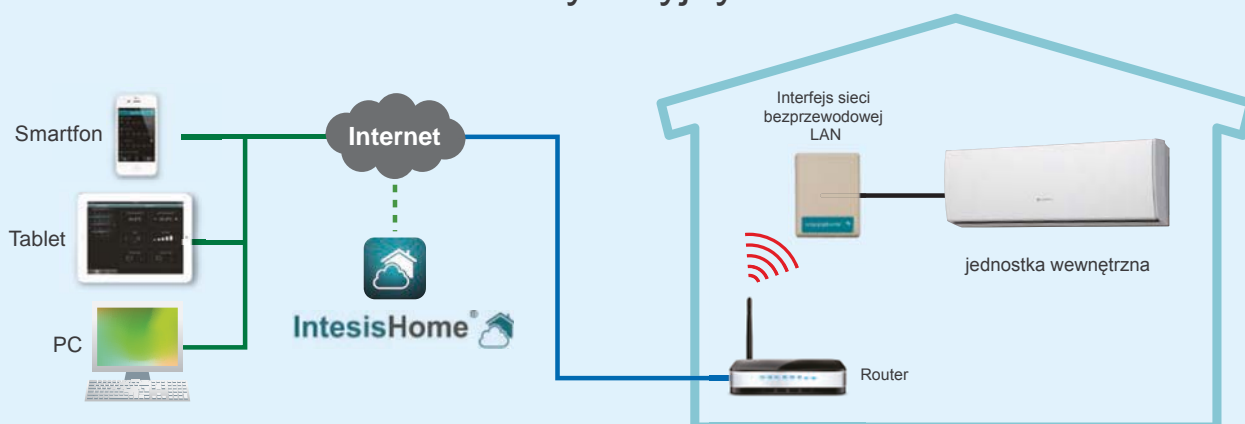 Smartfon
Tablet
PC
Internet
IntesisHome®
Interfejs sieci
bezprzewodowej
LAN
jednostka wewnętrzna
Router